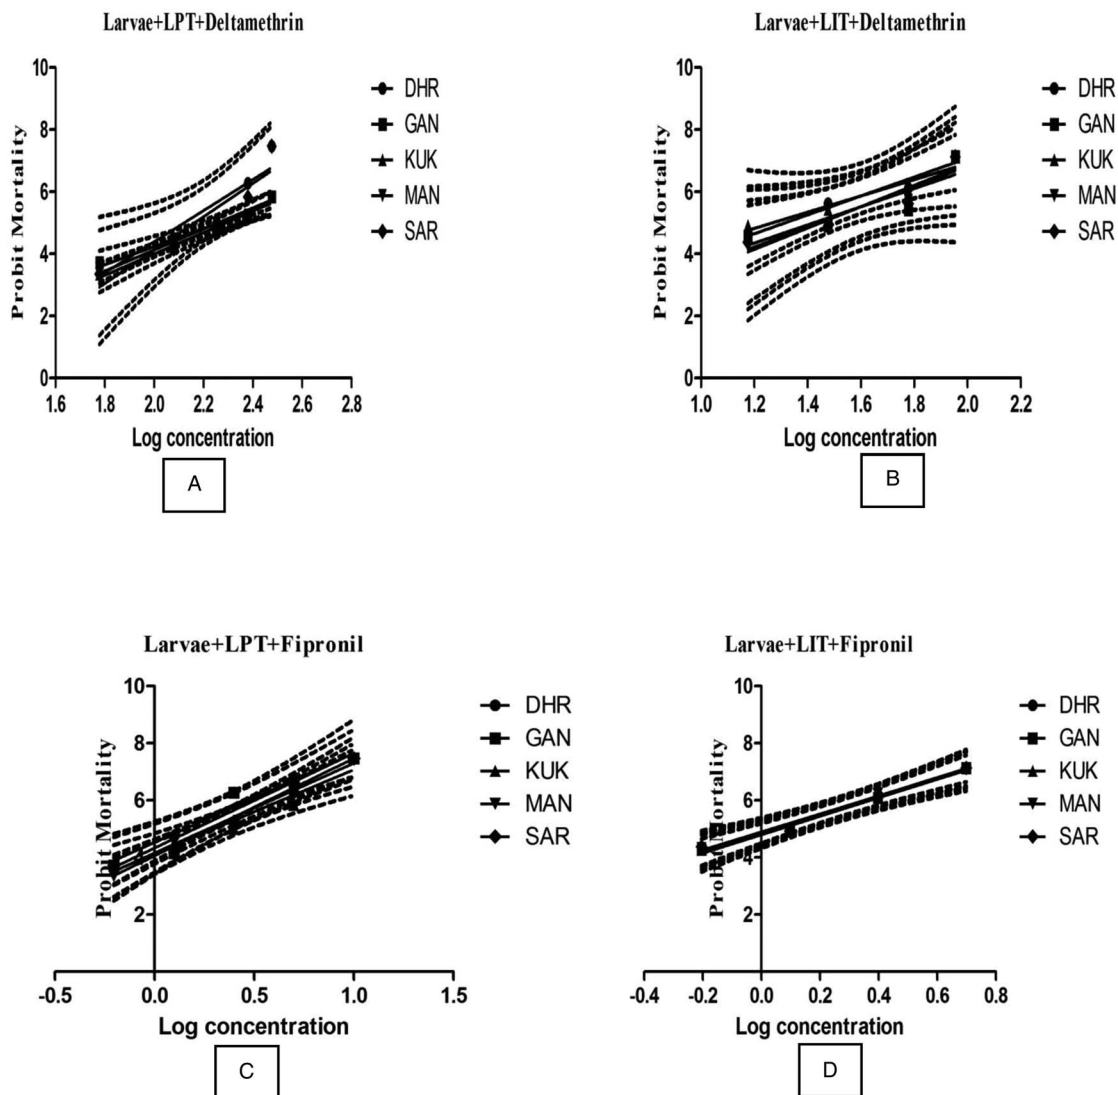 Larvae+LPT+Deltamethrin
Probit Mortality
10
8
6
4
2
0
1.6 1.8 2.0 2.2 2.4 2.6 2.8
Log concentration
DHR
GAN
KUK
MAN
SAR
A
Larvae+LIT+Deltamethrin
Probit Mortality
10
8
6
4
2
0
1.0 1.2 1.4 1.6 1.8 2.0 2.2
Log concentration
DHR
GAN
KUK
MAN
SAR
B
Larvae+LPT+Fipronil
Probit Mortality
10
8
6
2
-0.5 0.0 0.5 1.0 1.5
Log concentration
DHR
GAN
KUK
MAN
SAR
C
Larvae+LIT+Fipronil
Probit Mortality
10
8
6
4
2
-0.4 -0.2 0.0 0.2 0.4 0.6 0.8
Log concentration
DHR
GAN
KUK
MAN
SAR
D